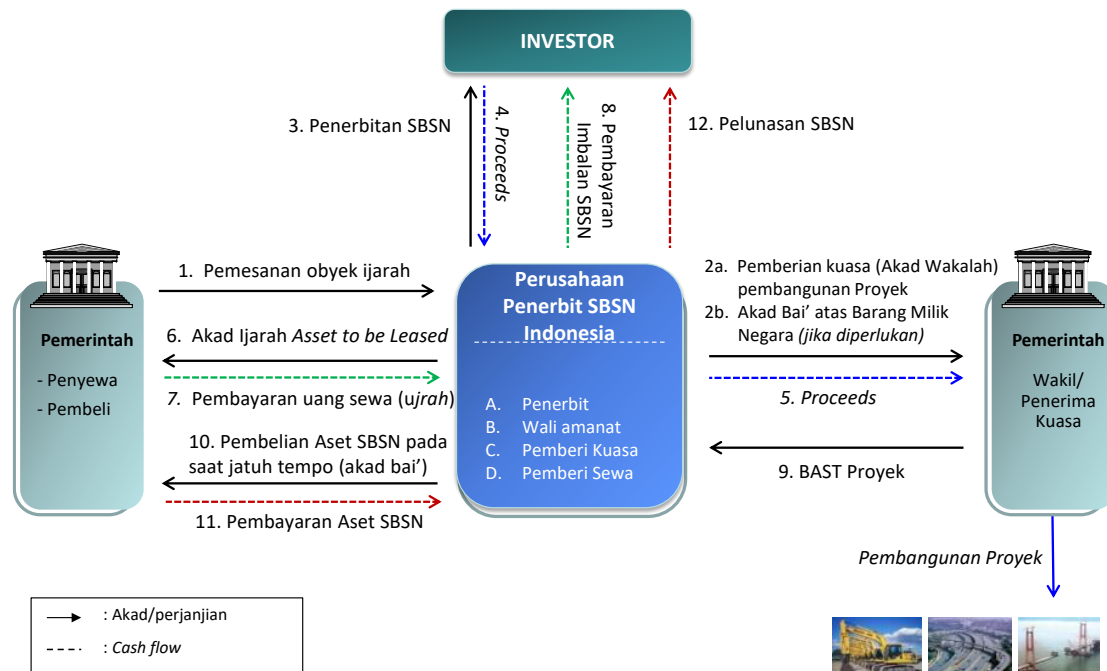 INVESTOR
3. Penerbitan SBSN
4. Proceeds
8. Pembayaran
Imbalan SBSN
12. Pelunasan SBSN
1. Pemesanan obyek ijarah
6. Akad Ijarah Asset to be Leased
7. Pembayaran uang sewa (ujrah)
10. Pembelian Aset SBSN pada
saat jatuh tempo (akad bai’)
11. Pembayaran Aset SBSN
Pemerintah
- Penyewa
- Pembeli
Perusahaan
Penerbit SBSN
Indonesia
A. Penerbit
B. Wali amanat
C. Pemberi Kuasa
D. Pemberi Sewa
2a. Pemberian kuasa (Akad Wakalah)
pembangunan Proyek
2b. Akad Bai’ atas Barang Milik
Negara (jika diperlukan)
5. Proceeds
9. BAST Proyek
Pemerintah
Wakil/
Penerima
Kuasa
Pembangunan Proyek
: Akad/perjanjian
: Cash flow